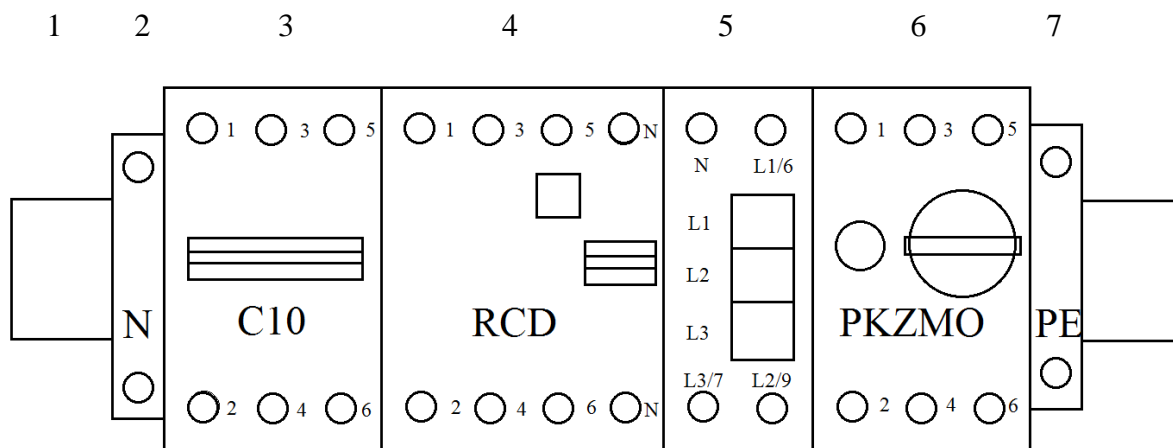 1 2 3 4 5 6 7
1 3 5 1 3 5 N N L1/6 1 3 5
L1
L2
L3
N C10 RCD PKZMO PE
L3/7 L2/9
2 4 6 2 4 6 N 2 4 6